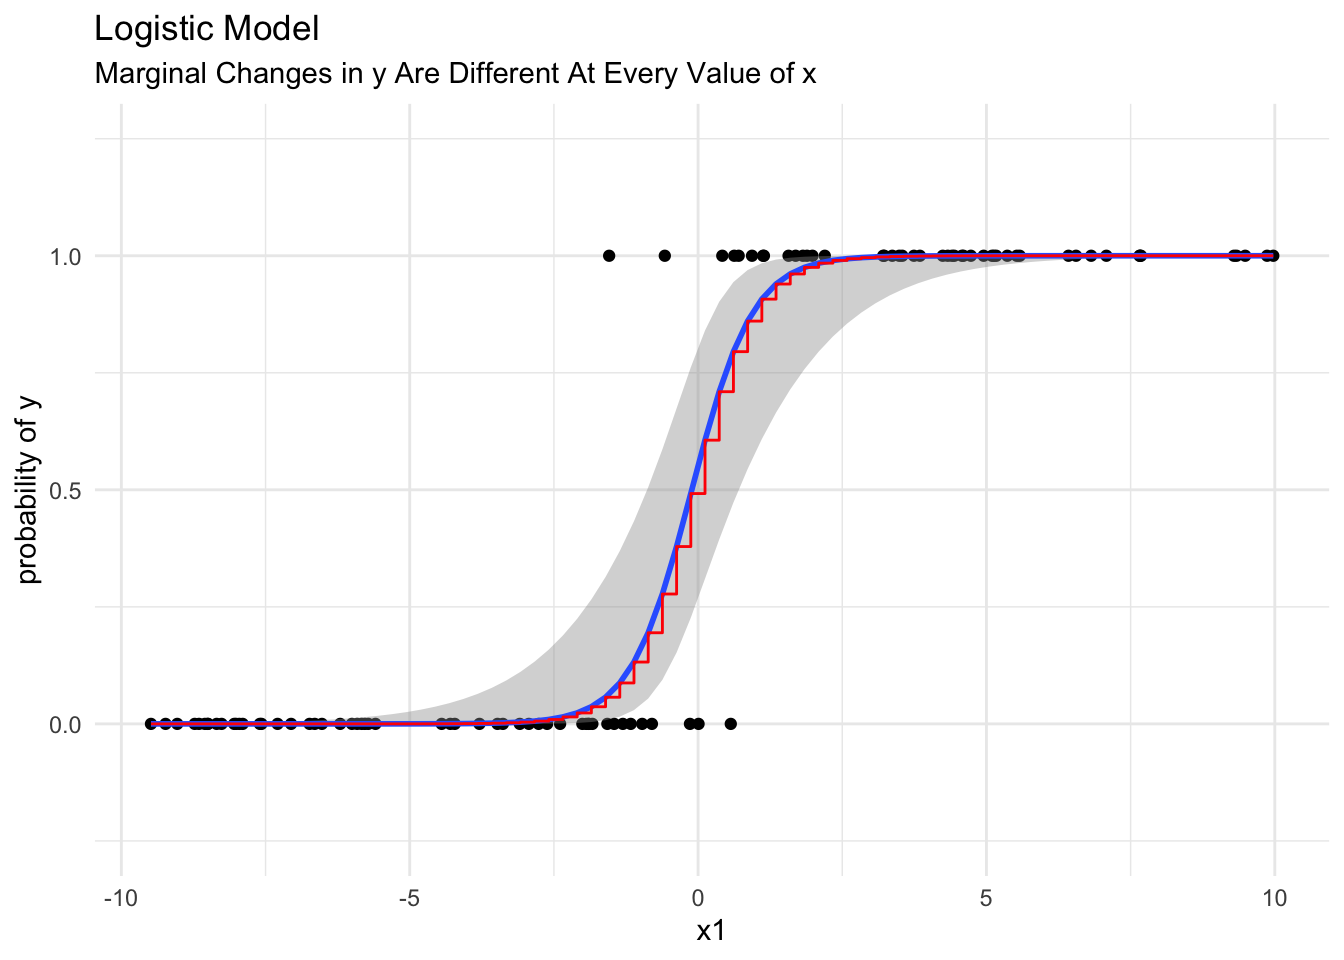 Logistic Model
Marginal Changes in y Are Different At Every Value of x
probability of y
1.0
0.5
0.0
-10 -5 0 5 10
x1